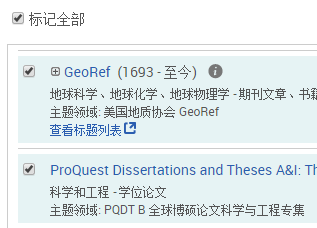 标记全部
GeoRef (1693 - 至今)
地球科学、地球化学、地球物理学 - 期刊文章、书籍
主题领域: 美国地质协会 GeoRef
查看标题列表
ProQuest Dissertations and Theses A&I: Th
科学和工程 - 学位论文
主题领域: PQDT B 全球博硕论文科学与工程专集